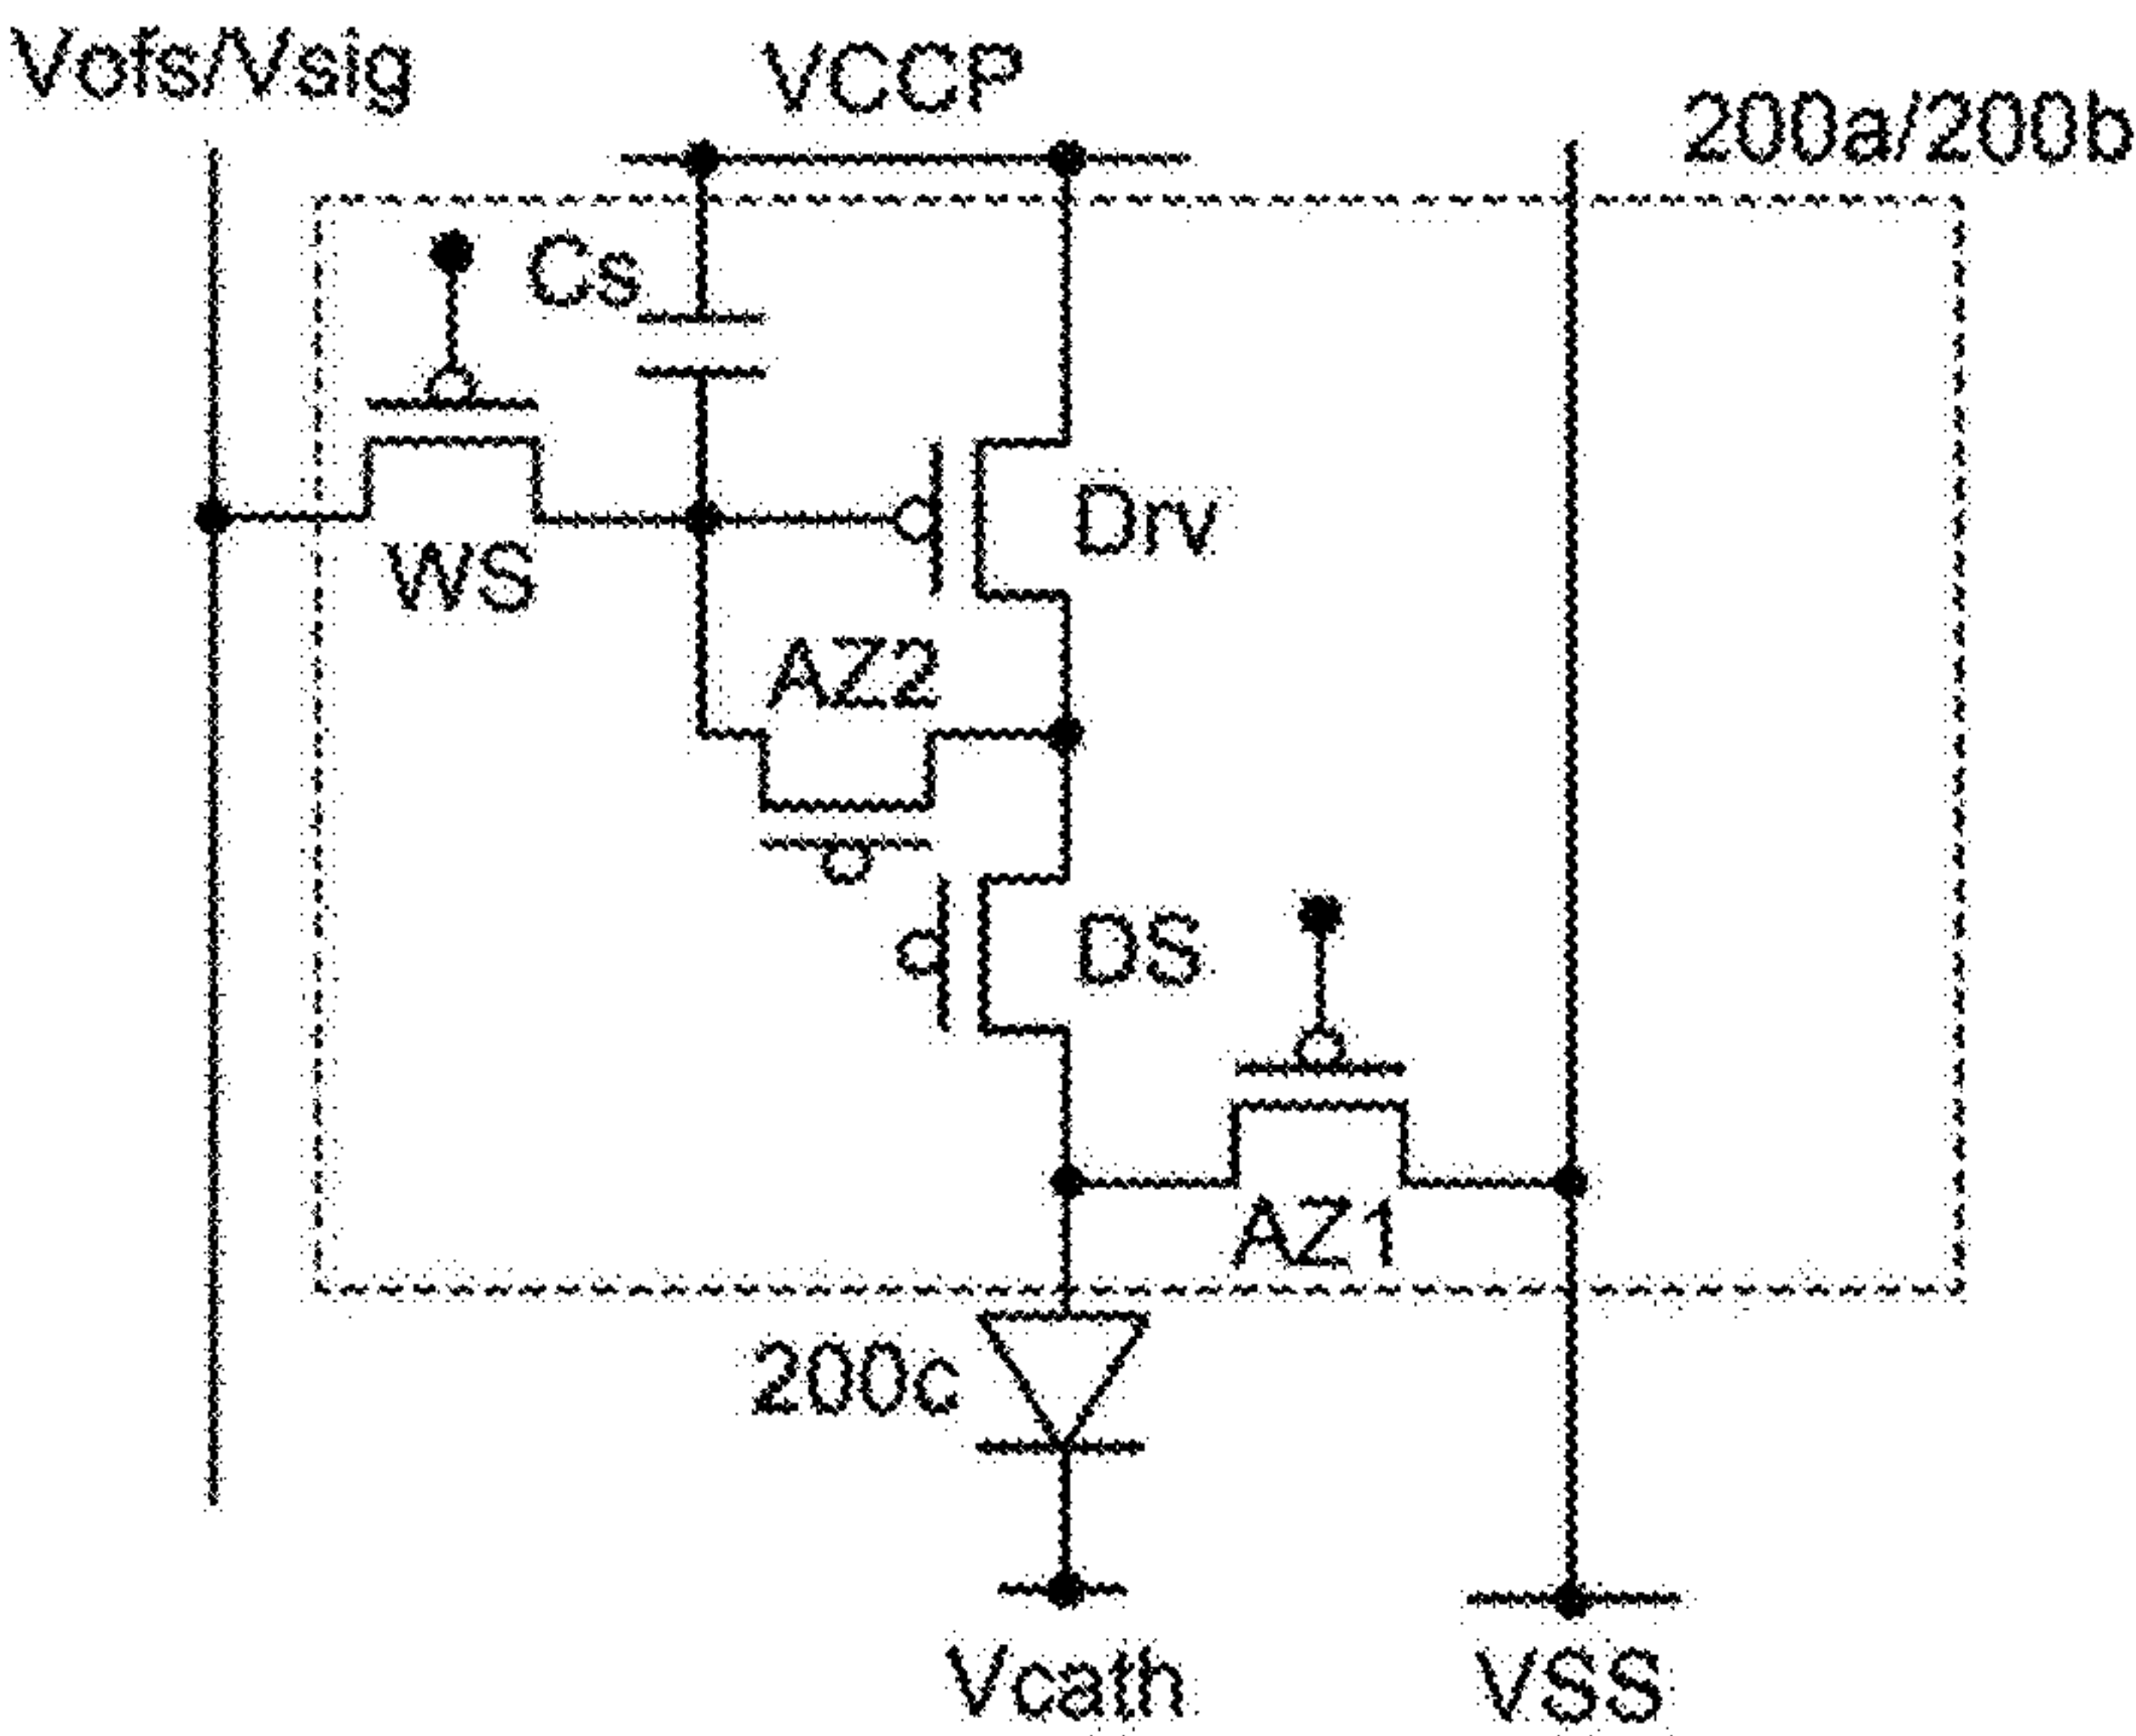 Vofs/Vsig
VCCP
200a/200b
Cs
Drv
WS
AZ2
DS
AZ1
200c
Vcath
VSS